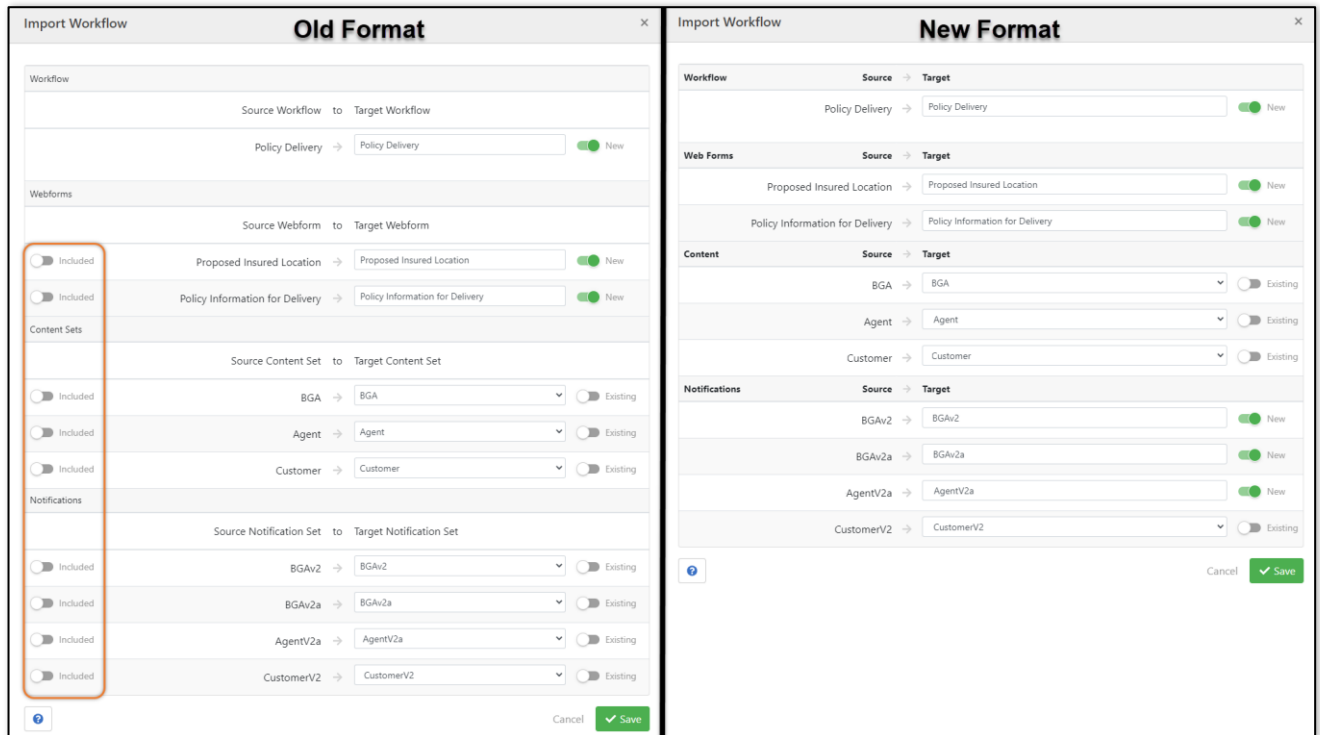 Import Workflow
Old Format
×
Workflow
Source Workflow to Target Workflow
Policy Delivery → Policy Delivery New
Webforms
Source Webform to Target Webform
Included Proposed Insured Location → Proposed Insured Location New
Included Policy Information for Delivery → Policy Information for Delivery New
Content Sets
Source Content Set to Target Content Set
Included BGA → BGA Existing
Included Agent → Agent Existing
Included Customer → Customer Existing
Notifications
Source Notification Set to Target Notification Set
Included BGAv2 → BGAv2 Existing
Included BGAv2a → BGAv2a Existing
Included AgentV2a → AgentV2a Existing
Included CustomerV2 → CustomerV2 Existing
? Cancel ✓ Save
Import Workflow
New Format
×
Workflow Source → Target
Policy Delivery → Policy Delivery New
Web Forms Source → Target
Proposed Insured Location → Proposed Insured Location New
Policy Information for Delivery → Policy Information for Delivery New
Content Source → Target
BGA → BGA Existing
Agent → Agent Existing
Customer → Customer Existing
Notifications Source → Target
BGAv2 → BGAv2 New
BGAv2a → BGAv2a New
AgentV2a → AgentV2a New
CustomerV2 → CustomerV2 Existing
? Cancel ✓ Save